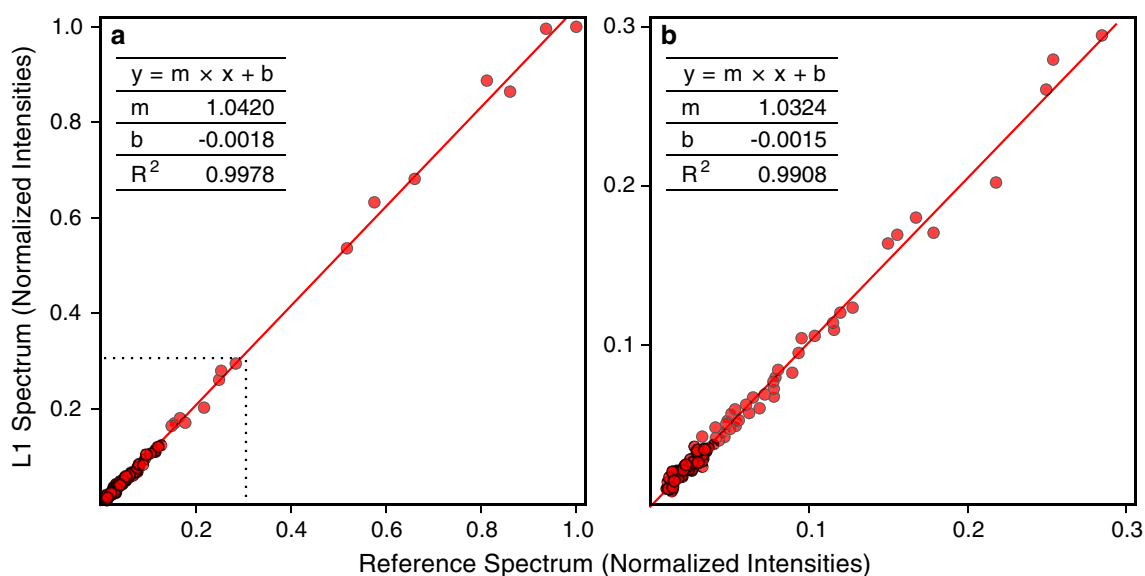 a
y = m × x + b
m 1.0420
b -0.0018
R² 0.9978
1.0
0.8
0.6
0.4
0.2
0.2 0.4 0.6 0.8 1.0
L1 Spectrum (Normalized Intensities)
b
y = m × x + b
m 1.0324
b -0.0015
R² 0.9908
0.3
0.2
0.1
0.1 0.2 0.3
Reference Spectrum (Normalized Intensities)